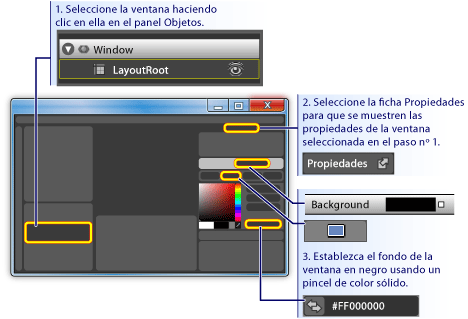 1. Seleccione la ventana haciendo
clic en ella en el panel Objetos.
Window
LayoutRoot
X
2. Seleccione la ficha Propiedades
para que se muestren las
propiedades de la ventana
seleccionada en el paso nº 1.
Propiedades
Background
3. Establezca el fondo de la
ventana en negro usando un
pincel de color sólido.
#FF000000